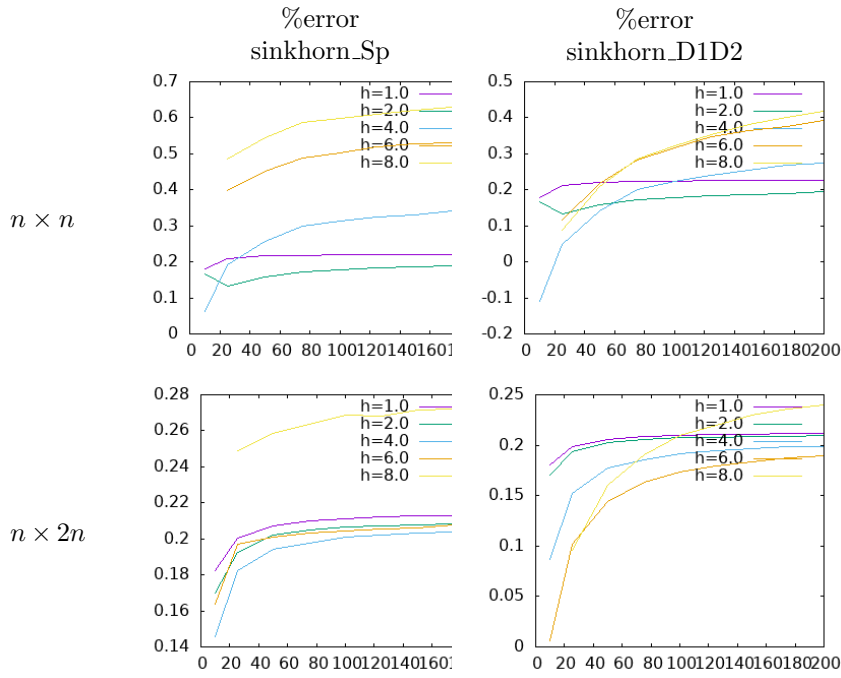 %error
sinkhorn_Sp
%error
sinkhorn_D1D2
n × n
0.7
0.6
0.5
0.4
0.3
0.2
0.1
0
h=1.0
h=2.0
h=4.0
h=6.0
h=8.0
0 20 40 60 80 100 120 140 160 1
0.5
0.4
0.3
0.2
0.1
0
-0.1
-0.2
h=1.0
h=2.0
h=4.0
h=6.0
h=8.0
0 20 40 60 80 100 120 140 160 180 200
n × 2n
0.28
0.26
0.24
0.22
0.2
0.18
0.16
0.14
h=1.0
h=2.0
h=4.0
h=6.0
h=8.0
0 20 40 60 80 100 120 140 160 1
0.25
0.2
0.15
0.1
0.05
0
h=1.0
h=2.0
h=4.0
h=6.0
h=8.0
0 20 40 60 80 100 120 140 160 180 200